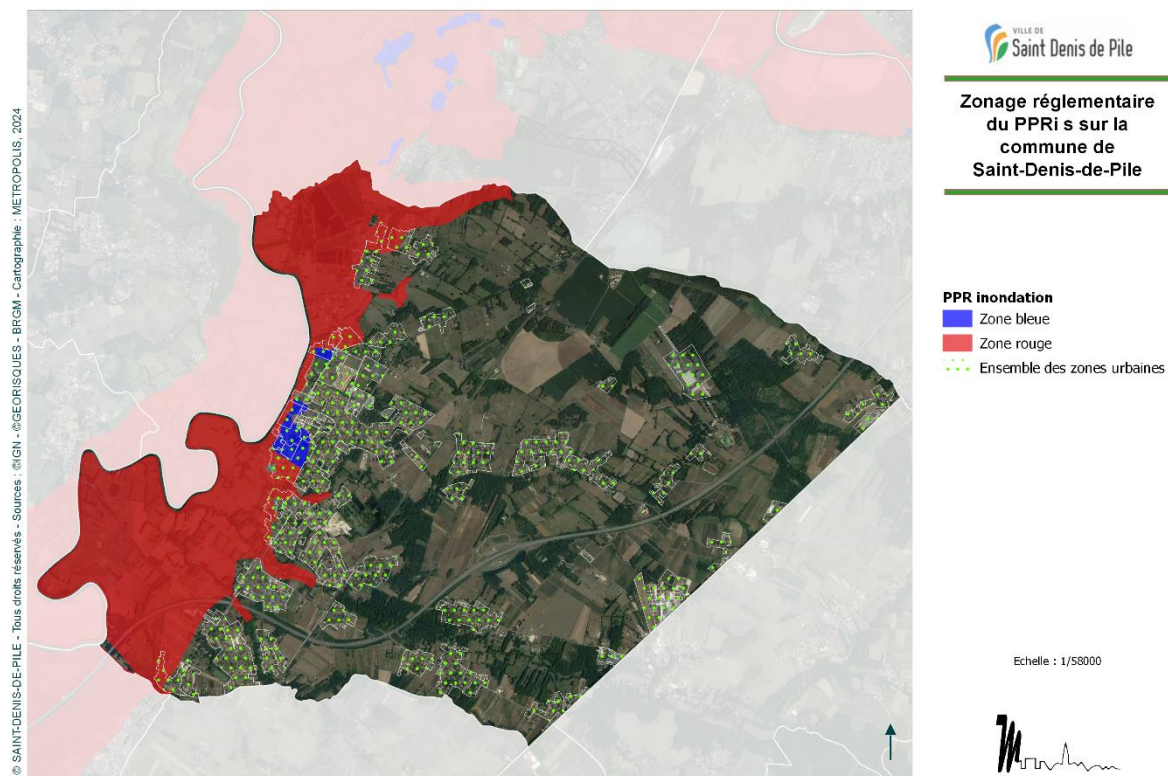 VILLE DE
Saint Denis de Pile
Zonage réglementaire
du PPRi s sur la
commune de
Saint-Denis-de-Pile
PPR inondation
Zone bleue
Zone rouge
Ensemble des zones urbaines
Echelle : 1/58000
© SAINT-DENIS-DE-PILE - Tous droits réservés - Sources : ©IGN - ©GEORISQUES - BRGM - Cartographie : METROPOLIS, 2024